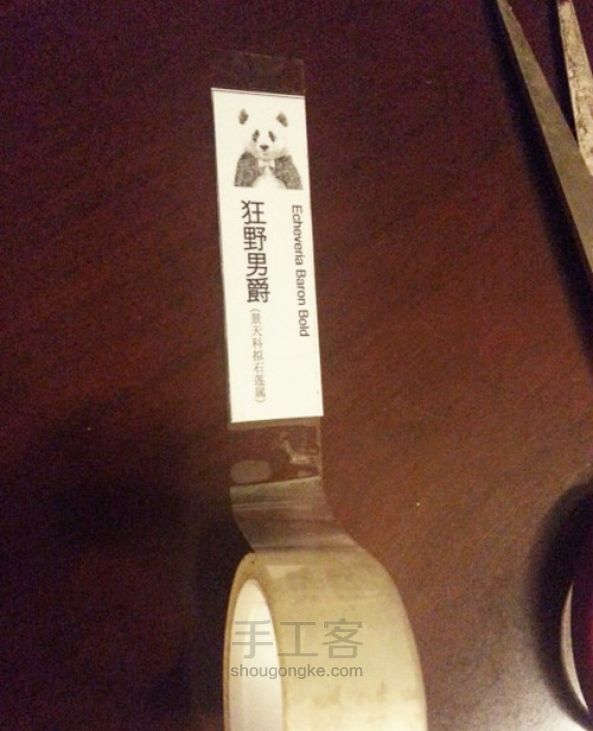 狂野男爵
(景天科拟石莲属)
Echeveria Baron Bold
手工客
shougongke.com